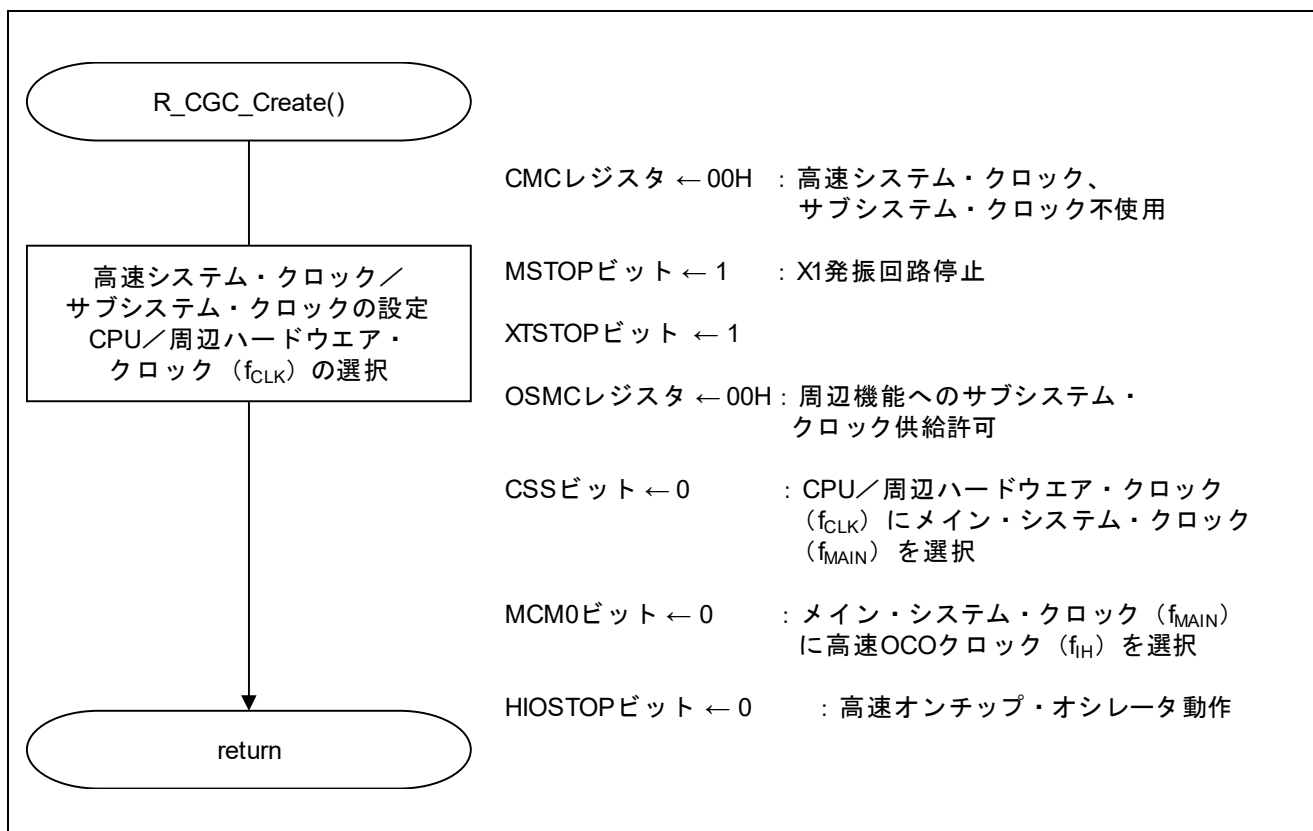 R_CGC_Create()
高速システム・クロック／
サブシステム・クロックの設定
CPU／周辺ハードウエア・
クロック（fCLK）の選択
return
CMCレジスタ ← 00H ：高速システム・クロック、
サブシステム・クロック不使用
MSTOPビット ← 1 ：X1発振回路停止
XTSTOPビット ← 1
OSMCレジスタ ← 00H：周辺機能へのサブシステム・
クロック供給許可
CSSビット ← 0 ：CPU／周辺ハードウエア・クロック
（fCLK）にメイン・システム・クロック
（fMAIN）を選択
MCM0ビット ← 0 ：メイン・システム・クロック（fMAIN）
に高速OCOクロック（fIH）を選択
HIOSTOPビット ← 0 ：高速オンチップ・オシレータ動作